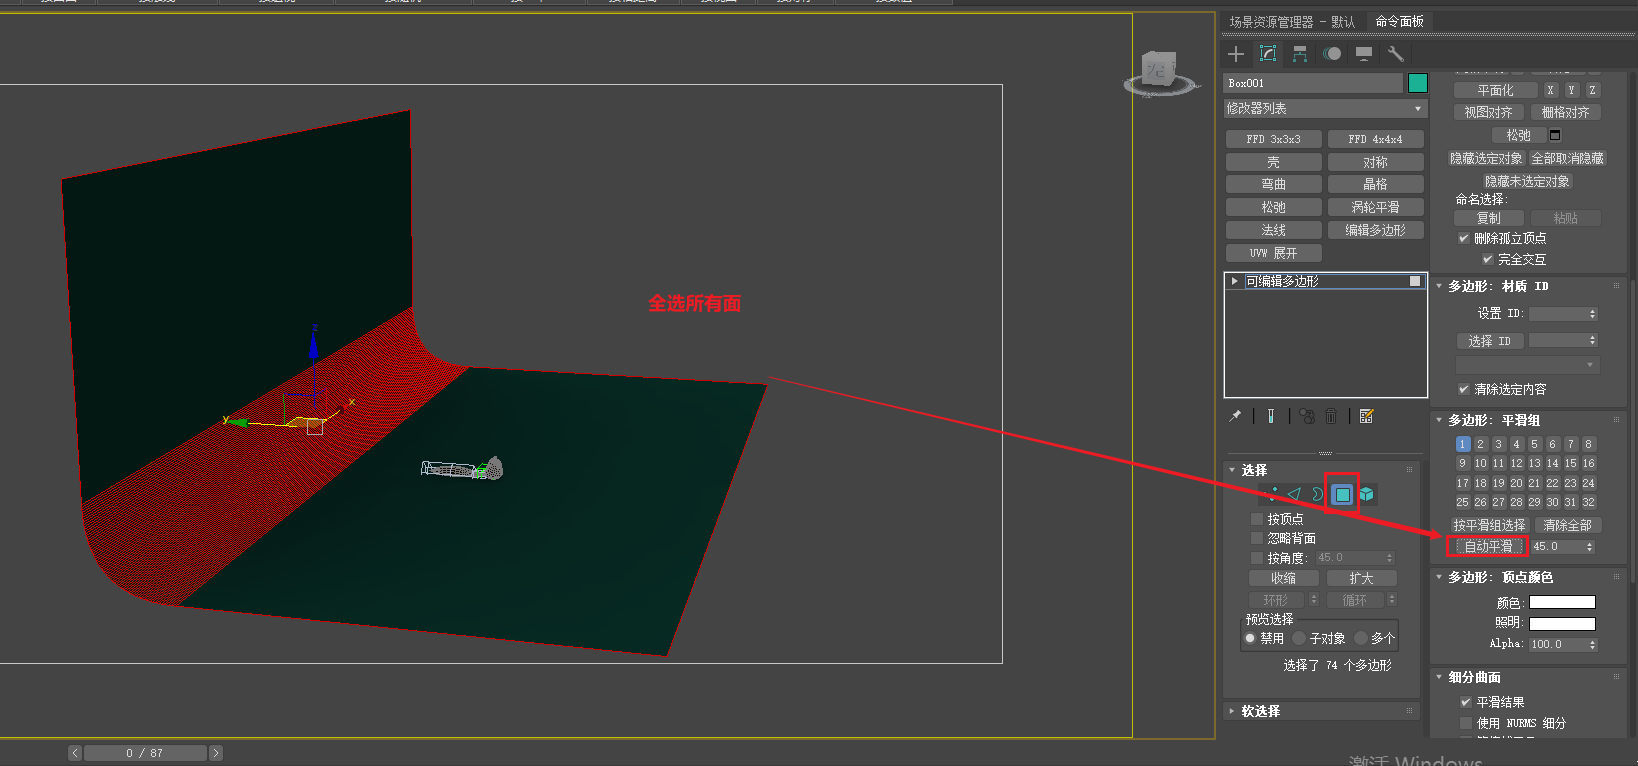 场景资源管理器 - 默认
命令面板
Box001
修改器列表
FFD 3x3x3
FFD 4x4x4
壳
对称
弯曲
晶格
松弛
涡轮平滑
法线
编辑多边形
UVW 展开
可编辑多边形
全选所有面
z
y
x
选择
按顶点
忽略背面
按角度: 45.0
收缩
扩大
环形
循环
预览选择
禁用
子对象
多个
选择了 74 个多边形
软选择
平面化
X
Y
Z
视图对齐
栅格对齐
松弛
隐藏选定对象
全部取消隐藏
隐藏未选定对象
命名选择:
复制
粘贴
删除孤立顶点
完全交互
多边形: 材质 ID
设置 ID:
选择 ID
清除选定内容
多边形: 平滑组
1 2 3 4 5 6 7 8
9 10 11 12 13 14 15 16
17 18 19 20 21 22 23 24
25 26 27 28 29 30 31 32
按平滑组选择
清除全部
自动平滑
45.0
多边形: 顶点颜色
颜色:
照明:
Alpha: 100.0
细分曲面
平滑结果
使用 NURMS 细分
< 0 / 87 >
激活 Windows